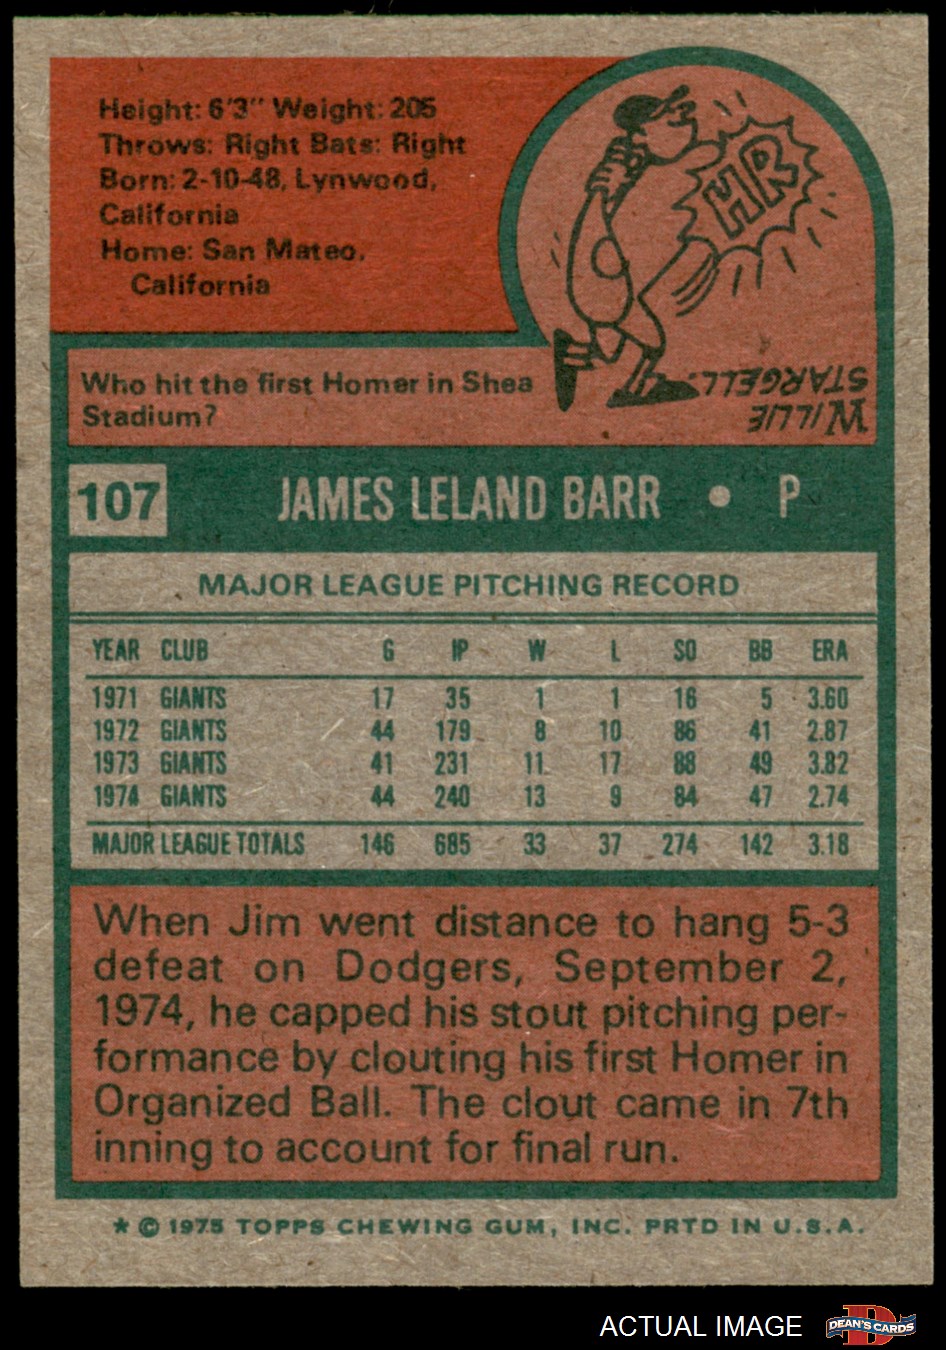 Height: 6'3" Weight: 205
Throws: Right Bats: Right
Born: 2-10-48, Lynwood,
California
Home: San Mateo,
California
HR
Who hit the first Homer in Shea
Stadium?
WILLIE
STARGELL.
107 JAMES LELAND BARR • P
MAJOR LEAGUE PITCHING RECORD
YEAR CLUB G IP W L SO BB ERA
1971 GIANTS 17 35 1 1 16 5 3.60
1972 GIANTS 44 179 8 10 86 41 2.87
1973 GIANTS 41 231 11 17 88 49 3.82
1974 GIANTS 44 240 13 9 84 47 2.74
MAJOR LEAGUE TOTALS 146 685 33 37 274 142 3.18
When Jim went distance to hang 5-3
defeat on Dodgers, September 2,
1974, he capped his stout pitching per-
formance by clouting his first Homer in
Organized Ball. The clout came in 7th
inning to account for final run.
* © 1975 TOPPS CHEWING GUM, INC. PRTD IN U.S.A.
ACTUAL IMAGE
D
DEAN'S CARDS